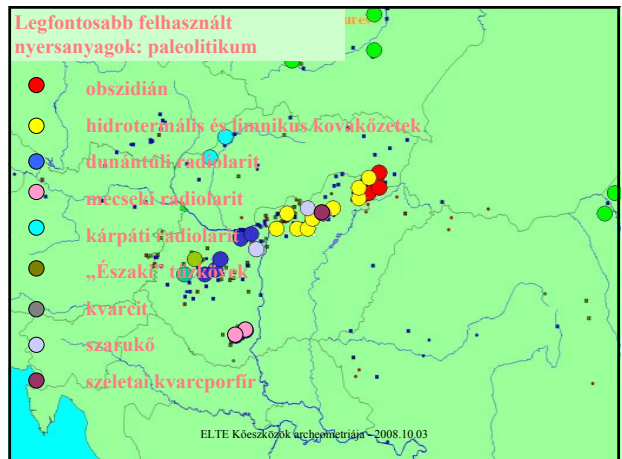 Legfontosabb felhasznált
nyersanyagok: paleolitikum
obszidián
hidrotermális és limnikus kovakőzetek
dunántúli radiolarit
mecseki radiolarit
kárpáti radiolarit
„Északi” tűzkövek
kvarcit
szarukő
szeletai kvarcporfír
ELTE Kőeszközök archeometriája - 2008.10.03